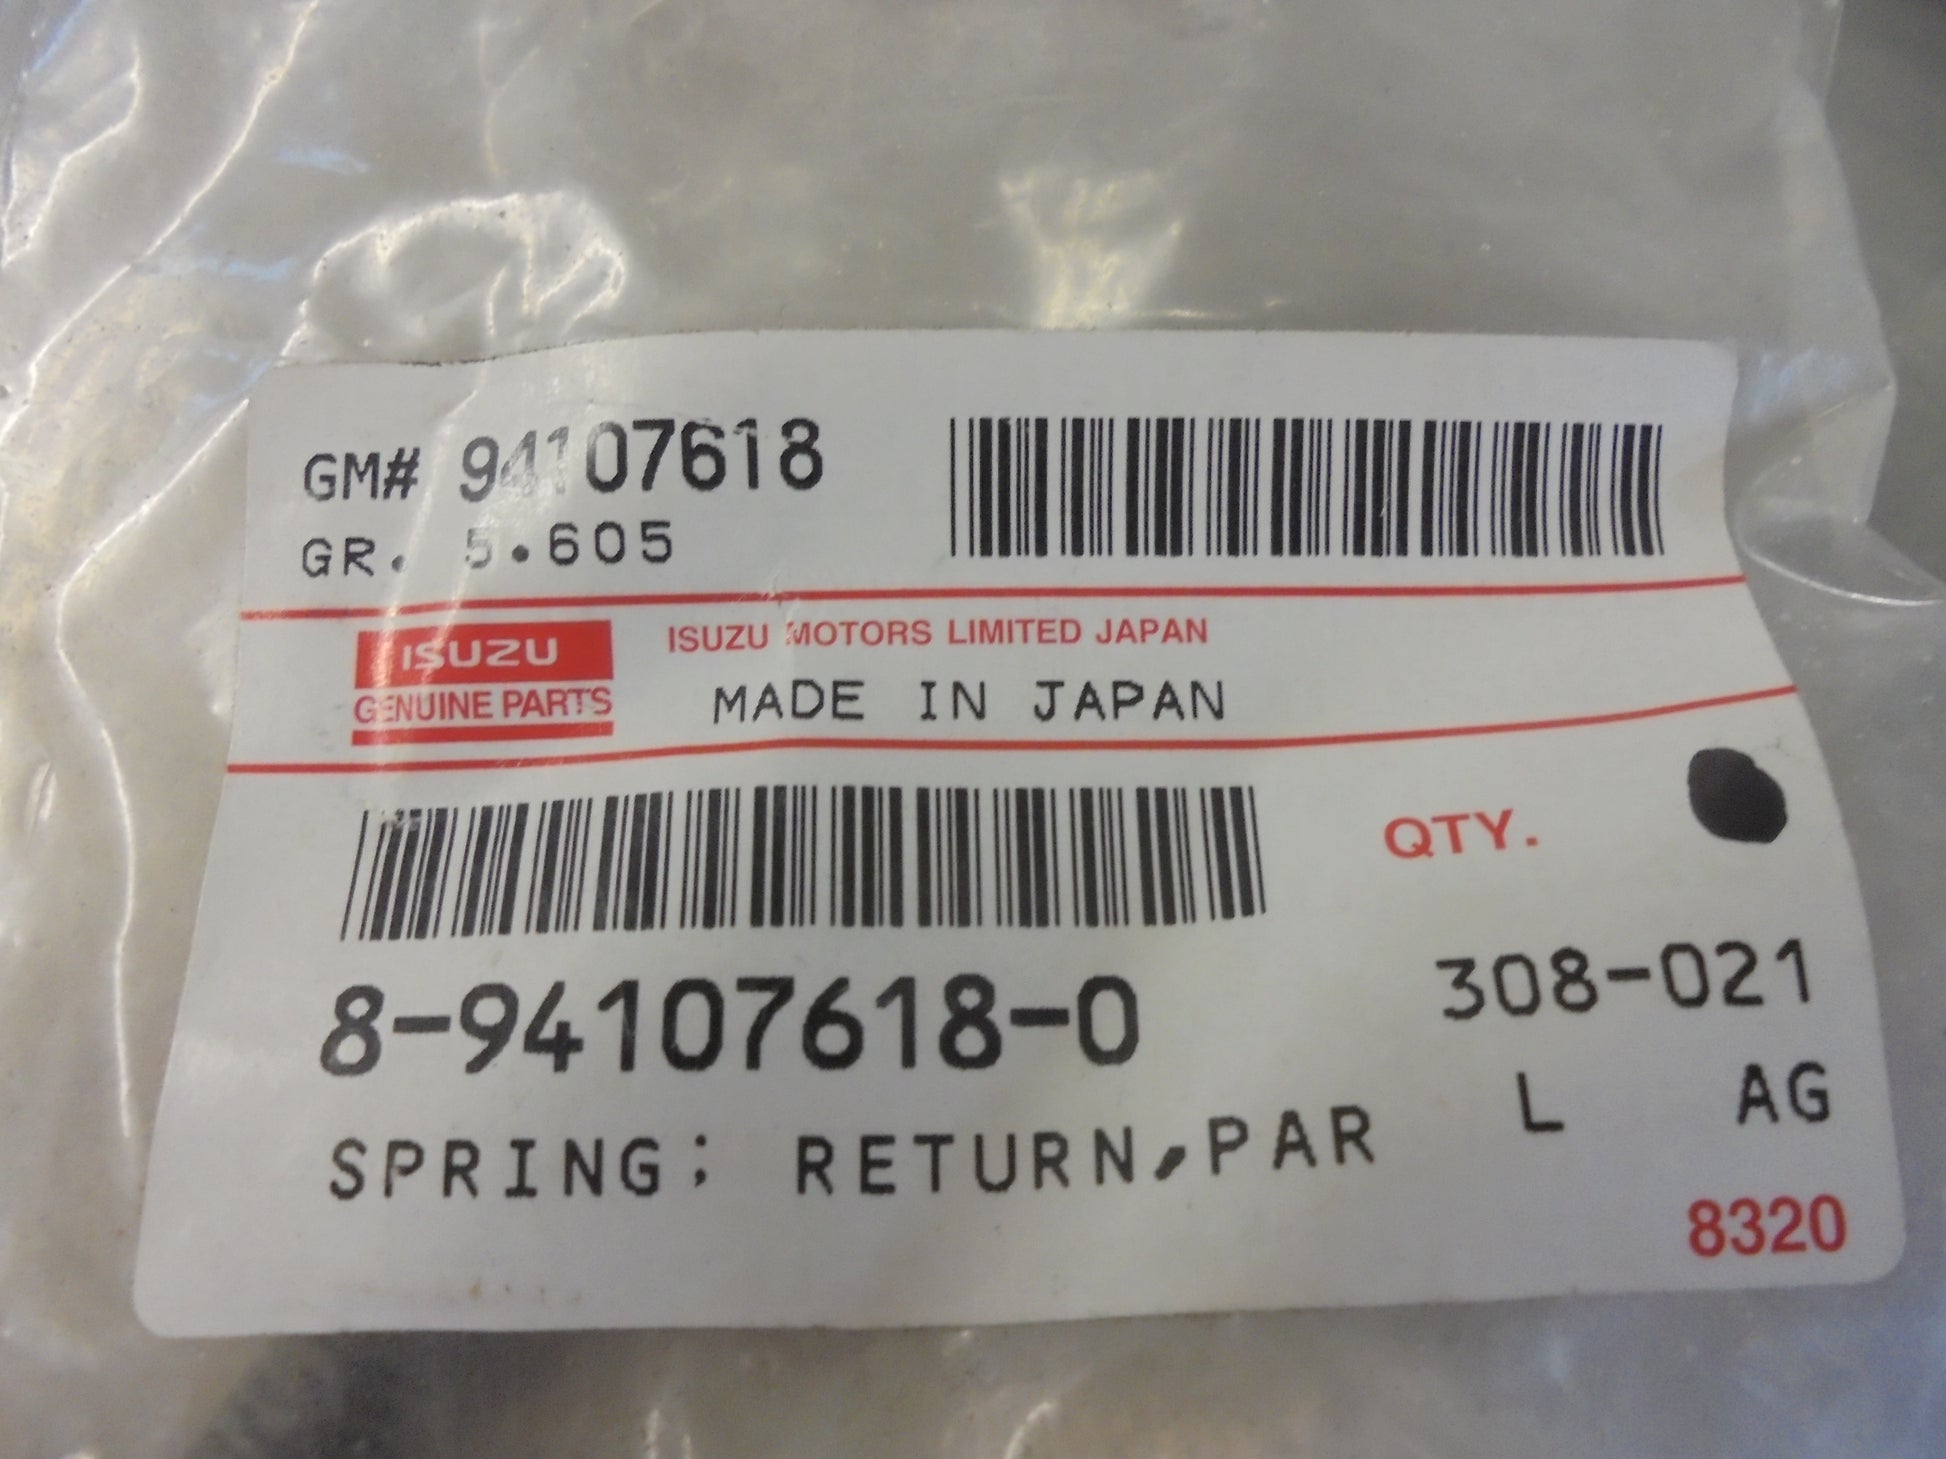 GM# 94107618
GR. 5.605
ISUZU
GENUINE PARTS
ISUZU MOTORS LIMITED JAPAN
MADE IN JAPAN
QTY.
8-94107618-0
308-021
SPRING; RETURN,PAR
L AG
8320